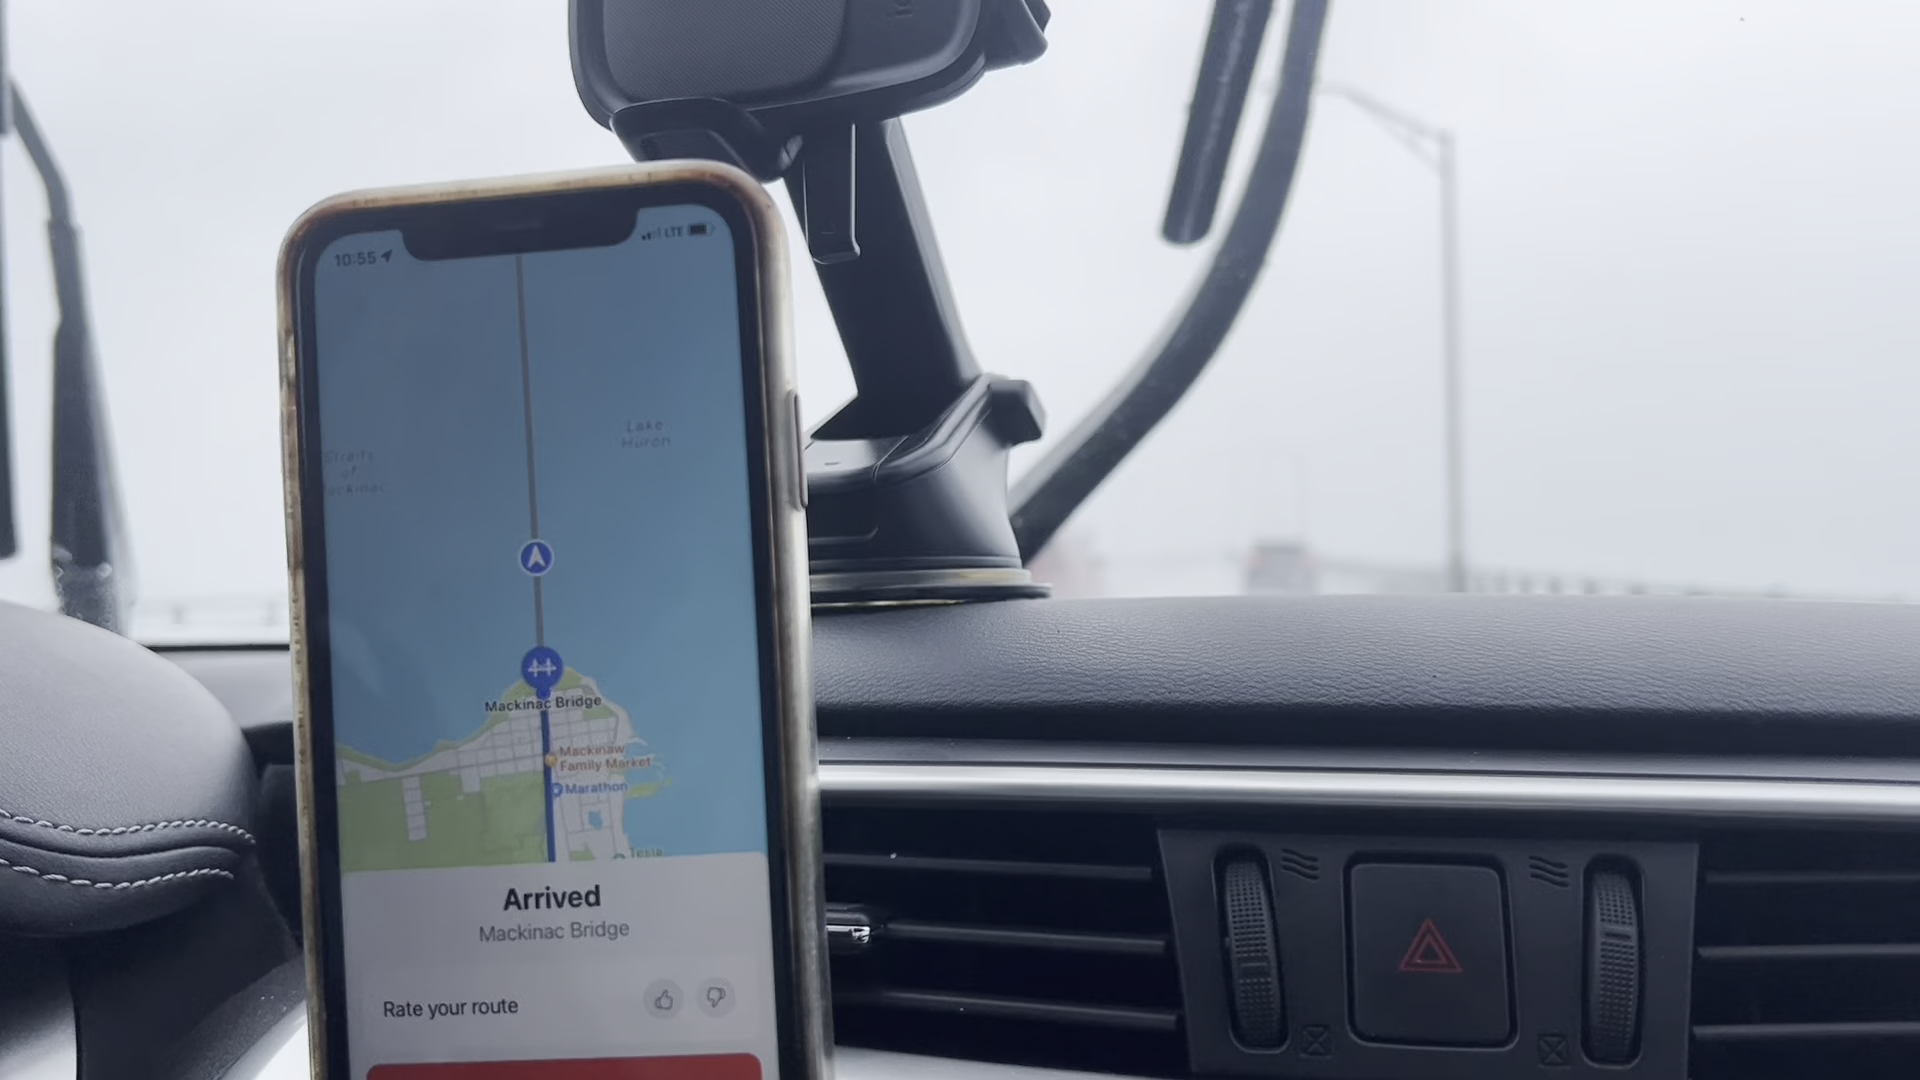 10:55
LTE
Lake
Huron
Straits
of
Mackinac
Mackinac Bridge
Mackinaw
Family Market
Marathon
Tesla
Arrived
Mackinac Bridge
Rate your route